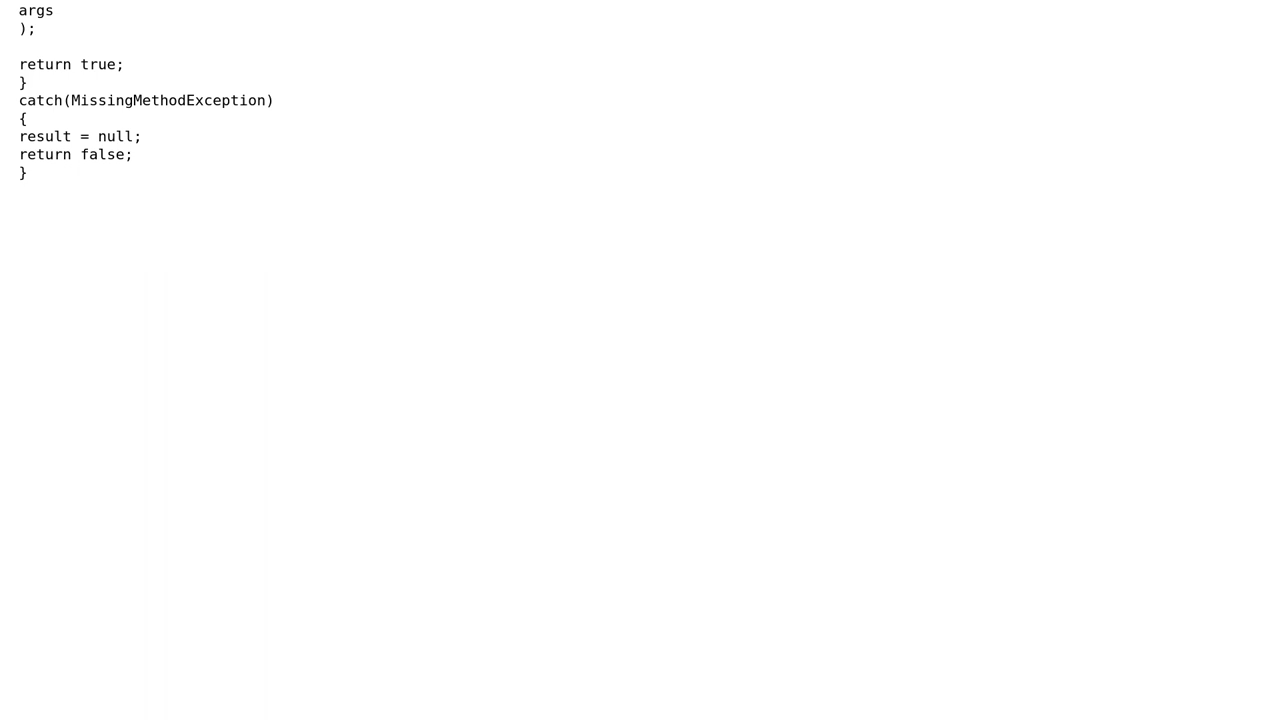 args
);

return true;
}
catch(MissingMethodException)
{
result = null;
return false;
}